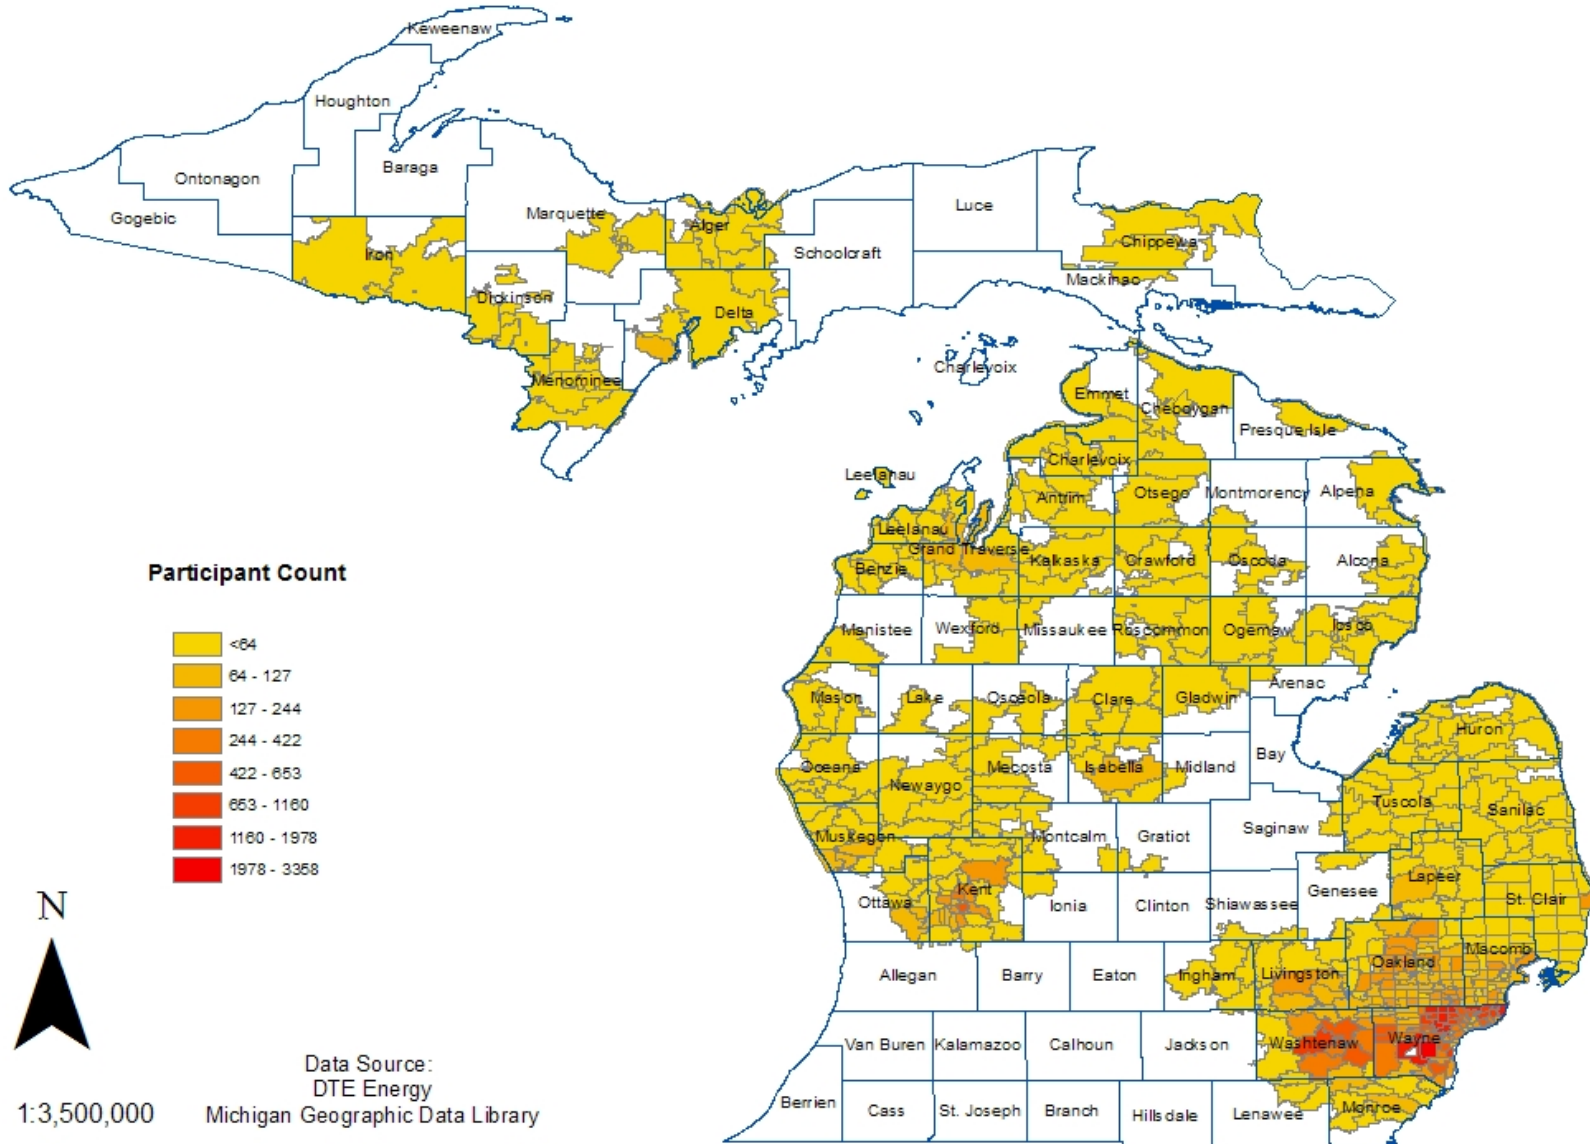 Keweenaw
Houghton
Baraga
Ontonagon
Gogebic
Marquette
Alger
Luce
Schoolcraft
Chippewa
Iron
Mackinac
Dickinson
Delta
Charlevoix
Menominee
Emmet
Cheboygan
Presque Isle
Charlevoix
Leelanau
Antrim
Otsego
Montmorency
Alpena
Leelanau
Grand Traverse
Benzie
Kalkaska
Crawford
Oscoda
Alcona
Participant Count
Manistee
Wexford
Missaukee
Roscommon
Ogemaw
Iosco
<64
64 - 127
127 - 244
244 - 422
422 - 653
653 - 1160
1160 - 1978
1978 - 3358
Arenac
Mason
Lake
Osceola
Clare
Gladwin
Huron
Oceana
Newaygo
Mecosta
Isabella
Midland
Bay
Tuscola
Sanilac
Muskegon
Montcalm
Gratiot
Saginaw
Lapeer
Kent
Ottawa
Ionia
Clinton
Shiawassee
Genesee
St. Clair
Macomb
Oakland
Allegan
Barry
Eaton
Ingham
Livingston
Van Buren
Kalamazoo
Calhoun
Jackson
Washtenaw
Wayne
Berrien
Cass
St. Joseph
Branch
Hillsdale
Lenawee
Monroe
N
1:3,500,000
Data Source:
DTE Energy
Michigan Geographic Data Library